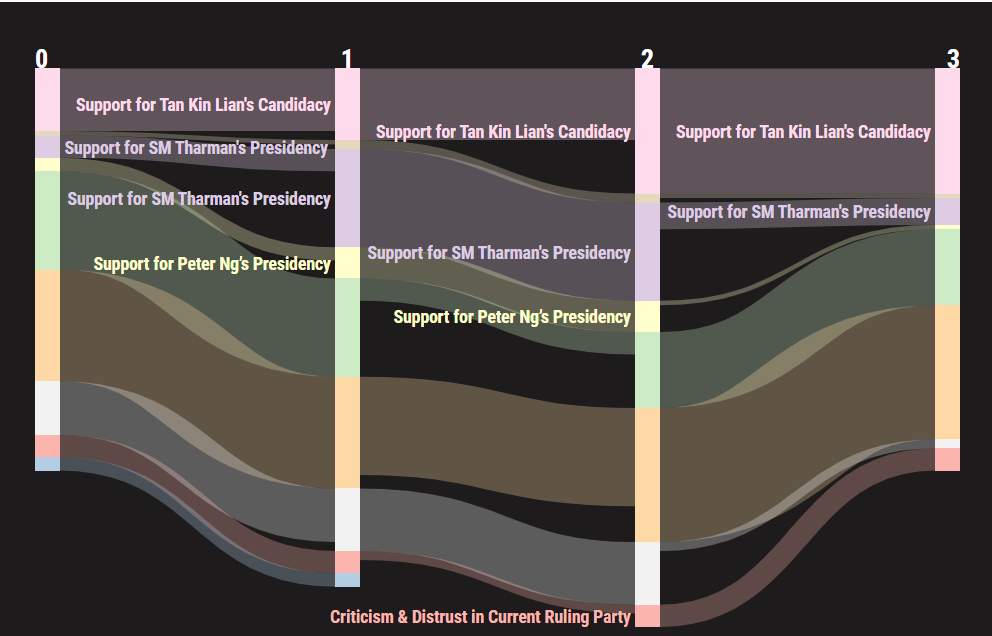 0
1
2
3
Support for Tan Kin Lian's Candidacy
Support for Tan Kin Lian's Candidacy
Support for Tan Kin Lian's Candidacy
Support for SM Tharman's Presidency
Support for SM Tharman's Presidency
Support for SM Tharman's Presidency
Support for SM Tharman's Presidency
Support for Peter Ng's Presidency
Support for Peter Ng's Presidency
Criticism & Distrust in Current Ruling Party